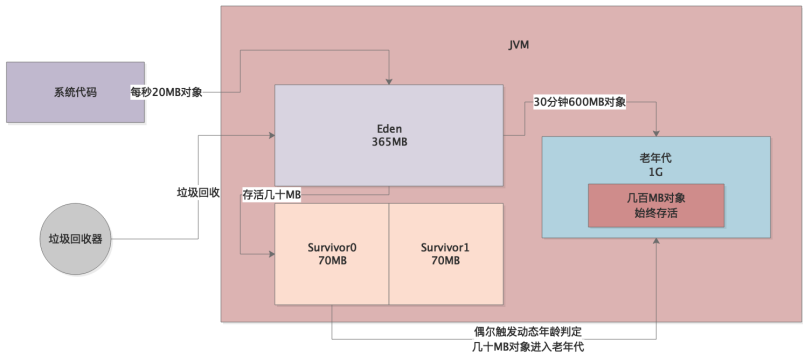 JVM
系统代码
每秒20MB对象
Eden
365MB
30分钟600MB对象
老年代
1G
几百MB对象
始终存活
垃圾回收
存活几十MB
垃圾回收器
Survivor0
70MB
Survivor1
70MB
偶尔触发动态年龄判定
几十MB对象进入老年代